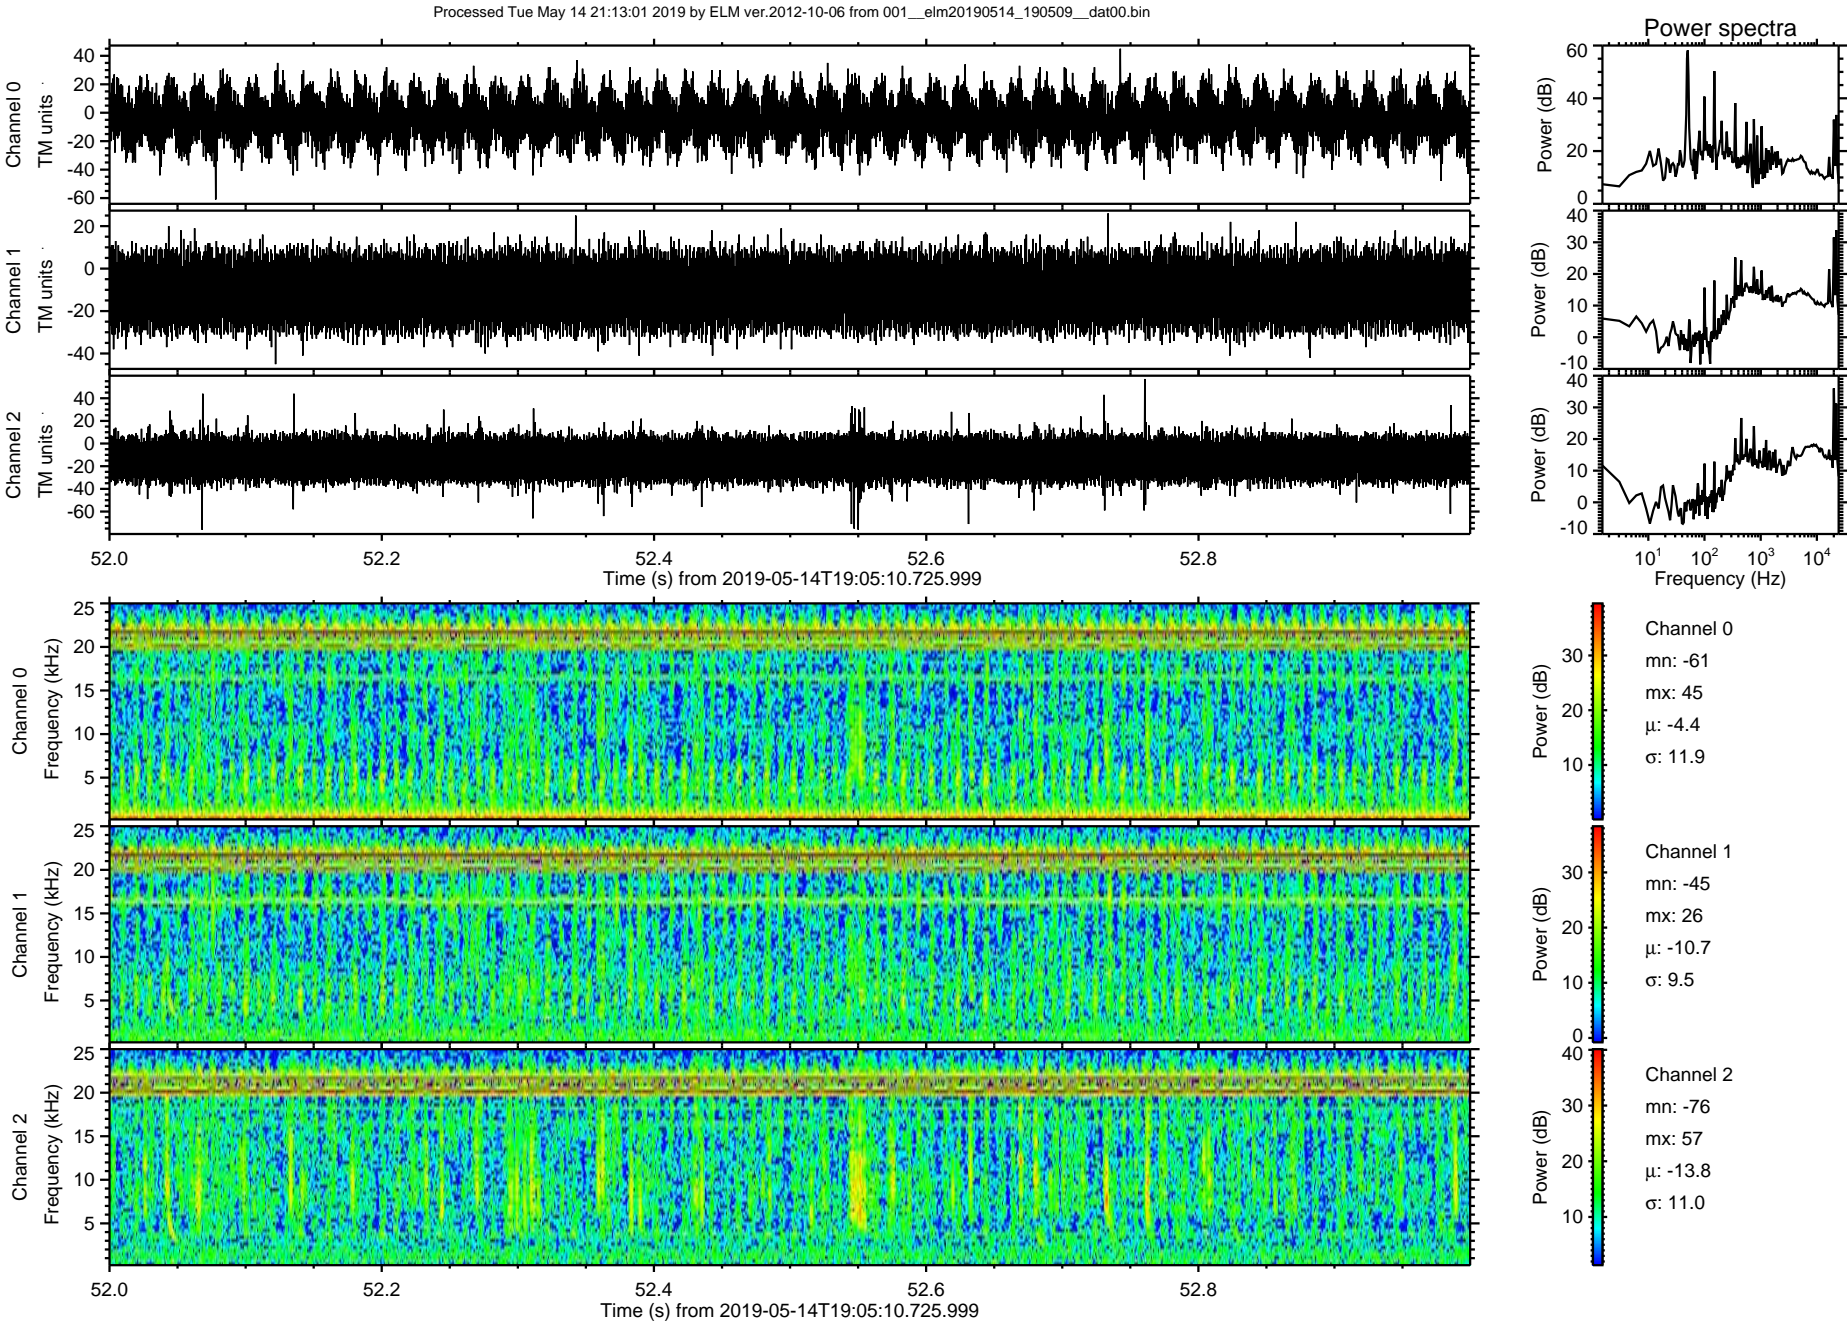 Processed Tue May 14 21:13:01 2019 by ELM ver.2012-10-06 from 001__elm20190514_190509__dat00.bin
Power spectra
Channel 0
TM units
40
20
0
-20
-40
-60
Power (dB)
60
40
20
0
Channel 1
TM units
20
0
-20
-40
Power (dB)
40
30
20
10
0
-10
Channel 2
TM units
40
20
0
-20
-40
-60
Power (dB)
40
30
20
10
0
-10
52.0 52.2 52.4 52.6 52.8
Time (s) from 2019-05-14T19:05:10.725.999
10^1 10^2 10^3 10^4
Frequency (Hz)
Channel 0
Frequency (kHz)
25
20
15
10
5
Power (dB)
30
20
10
Channel 0
mn: -61
mx: 45
μ: -4.4
σ: 11.9
Channel 1
Frequency (kHz)
25
20
15
10
5
Power (dB)
30
20
10
0
Channel 1
mn: -45
mx: 26
μ: -10.7
σ: 9.5
Channel 2
Frequency (kHz)
25
20
15
10
5
Power (dB)
40
30
20
10
Channel 2
mn: -76
mx: 57
μ: -13.8
σ: 11.0
52.0 52.2 52.4 52.6 52.8
Time (s) from 2019-05-14T19:05:10.725.999